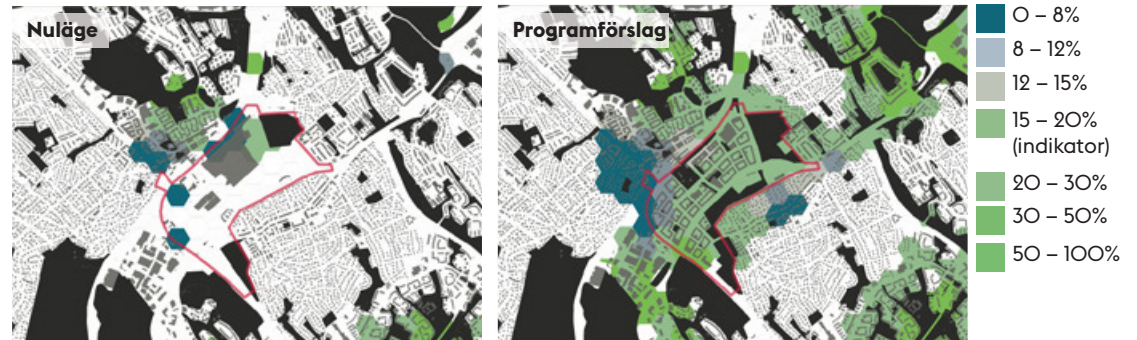 Nuläge
Programförslag
0 – 8%
8 – 12%
12 – 15%
15 – 20%
(indikator)
20 – 30%
30 – 50%
50 – 100%